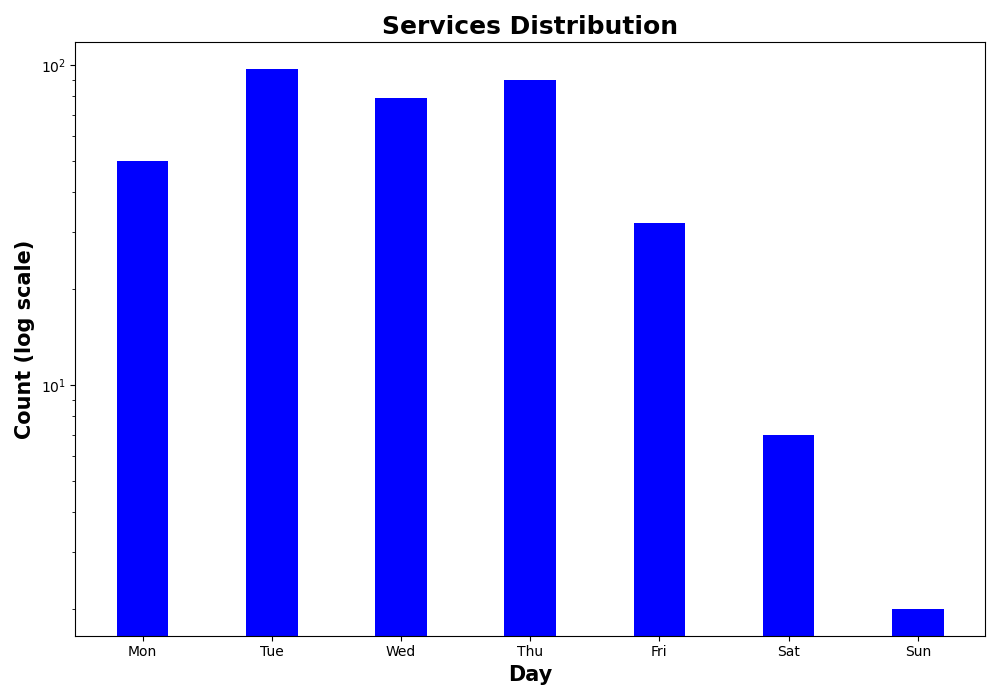 Services Distribution
Count (log scale)
10²
10¹
Mon Tue Wed Thu Fri Sat Sun
Day